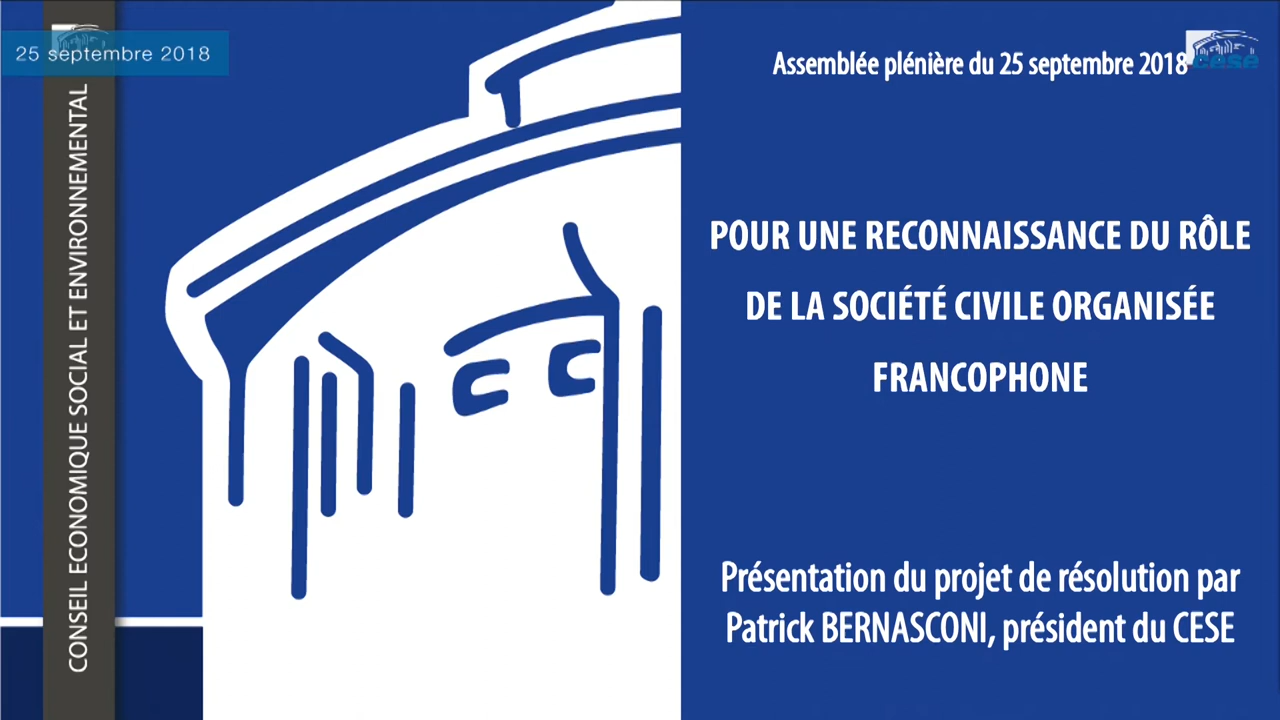 25 septembre 2018
CONSEIL ECONOMIQUE SOCIAL ET ENVIRONNEMENTAL
Assemblée plénière du 25 septembre 2018
cese
POUR UNE RECONNAISSANCE DU RÔLE
DE LA SOCIÉTÉ CIVILE ORGANISÉE
FRANCOPHONE
Présentation du projet de résolution par
Patrick BERNASCONI, président du CESE